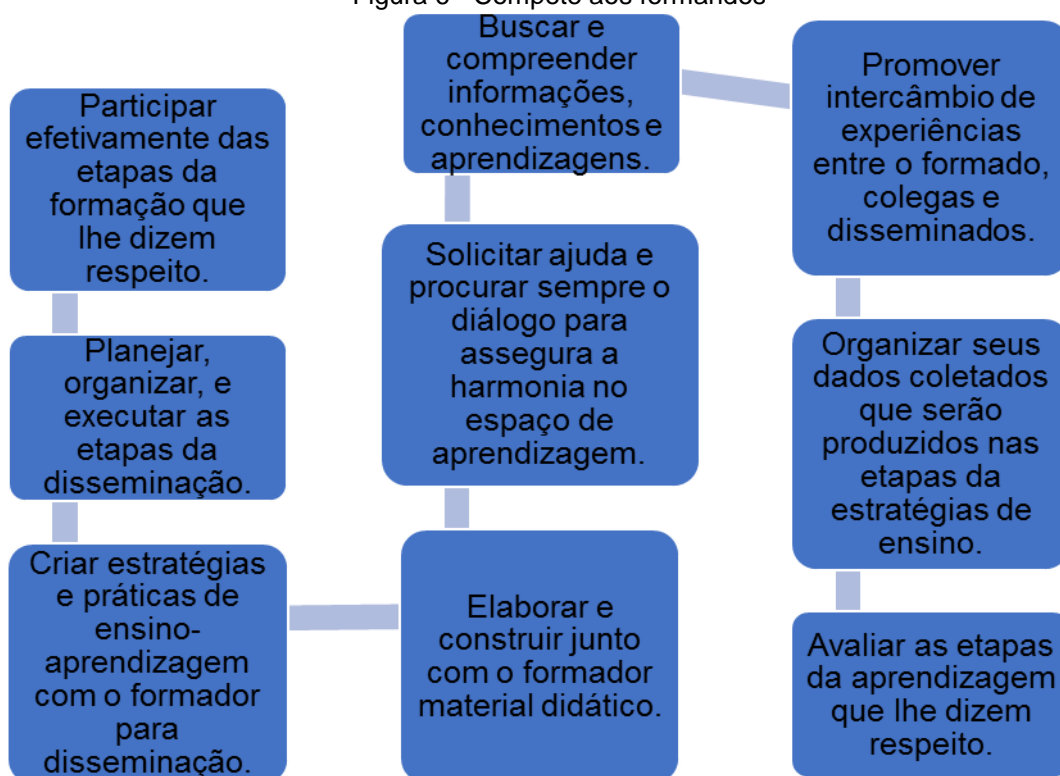 Compete aos formandos
Participar
efetivamente das
etapas da
formação que
lhe dizem
respeito.
Planejar,
organizar, e
executar as
etapas da
disseminação.
Criar estratégias
e práticas de
ensino-
aprendizagem
com o formador
para
disseminação.
Elaborar e
construir junto
com o formador
material didático.
Solicitar ajuda e
procurar sempre o
diálogo para
assegura a
harmonia no
espaço de
aprendizagem.
Buscar e
compreender
informações,
conhecimentos e
aprendizagens.
Promover
intercâmbio de
experiências
entre o formado,
colegas e
disseminados.
Organizar seus
dados coletados
que serão
produzidos nas
etapas da
estratégias de
ensino.
Avaliar as etapas
da aprendizagem
que lhe dizem
respeito.